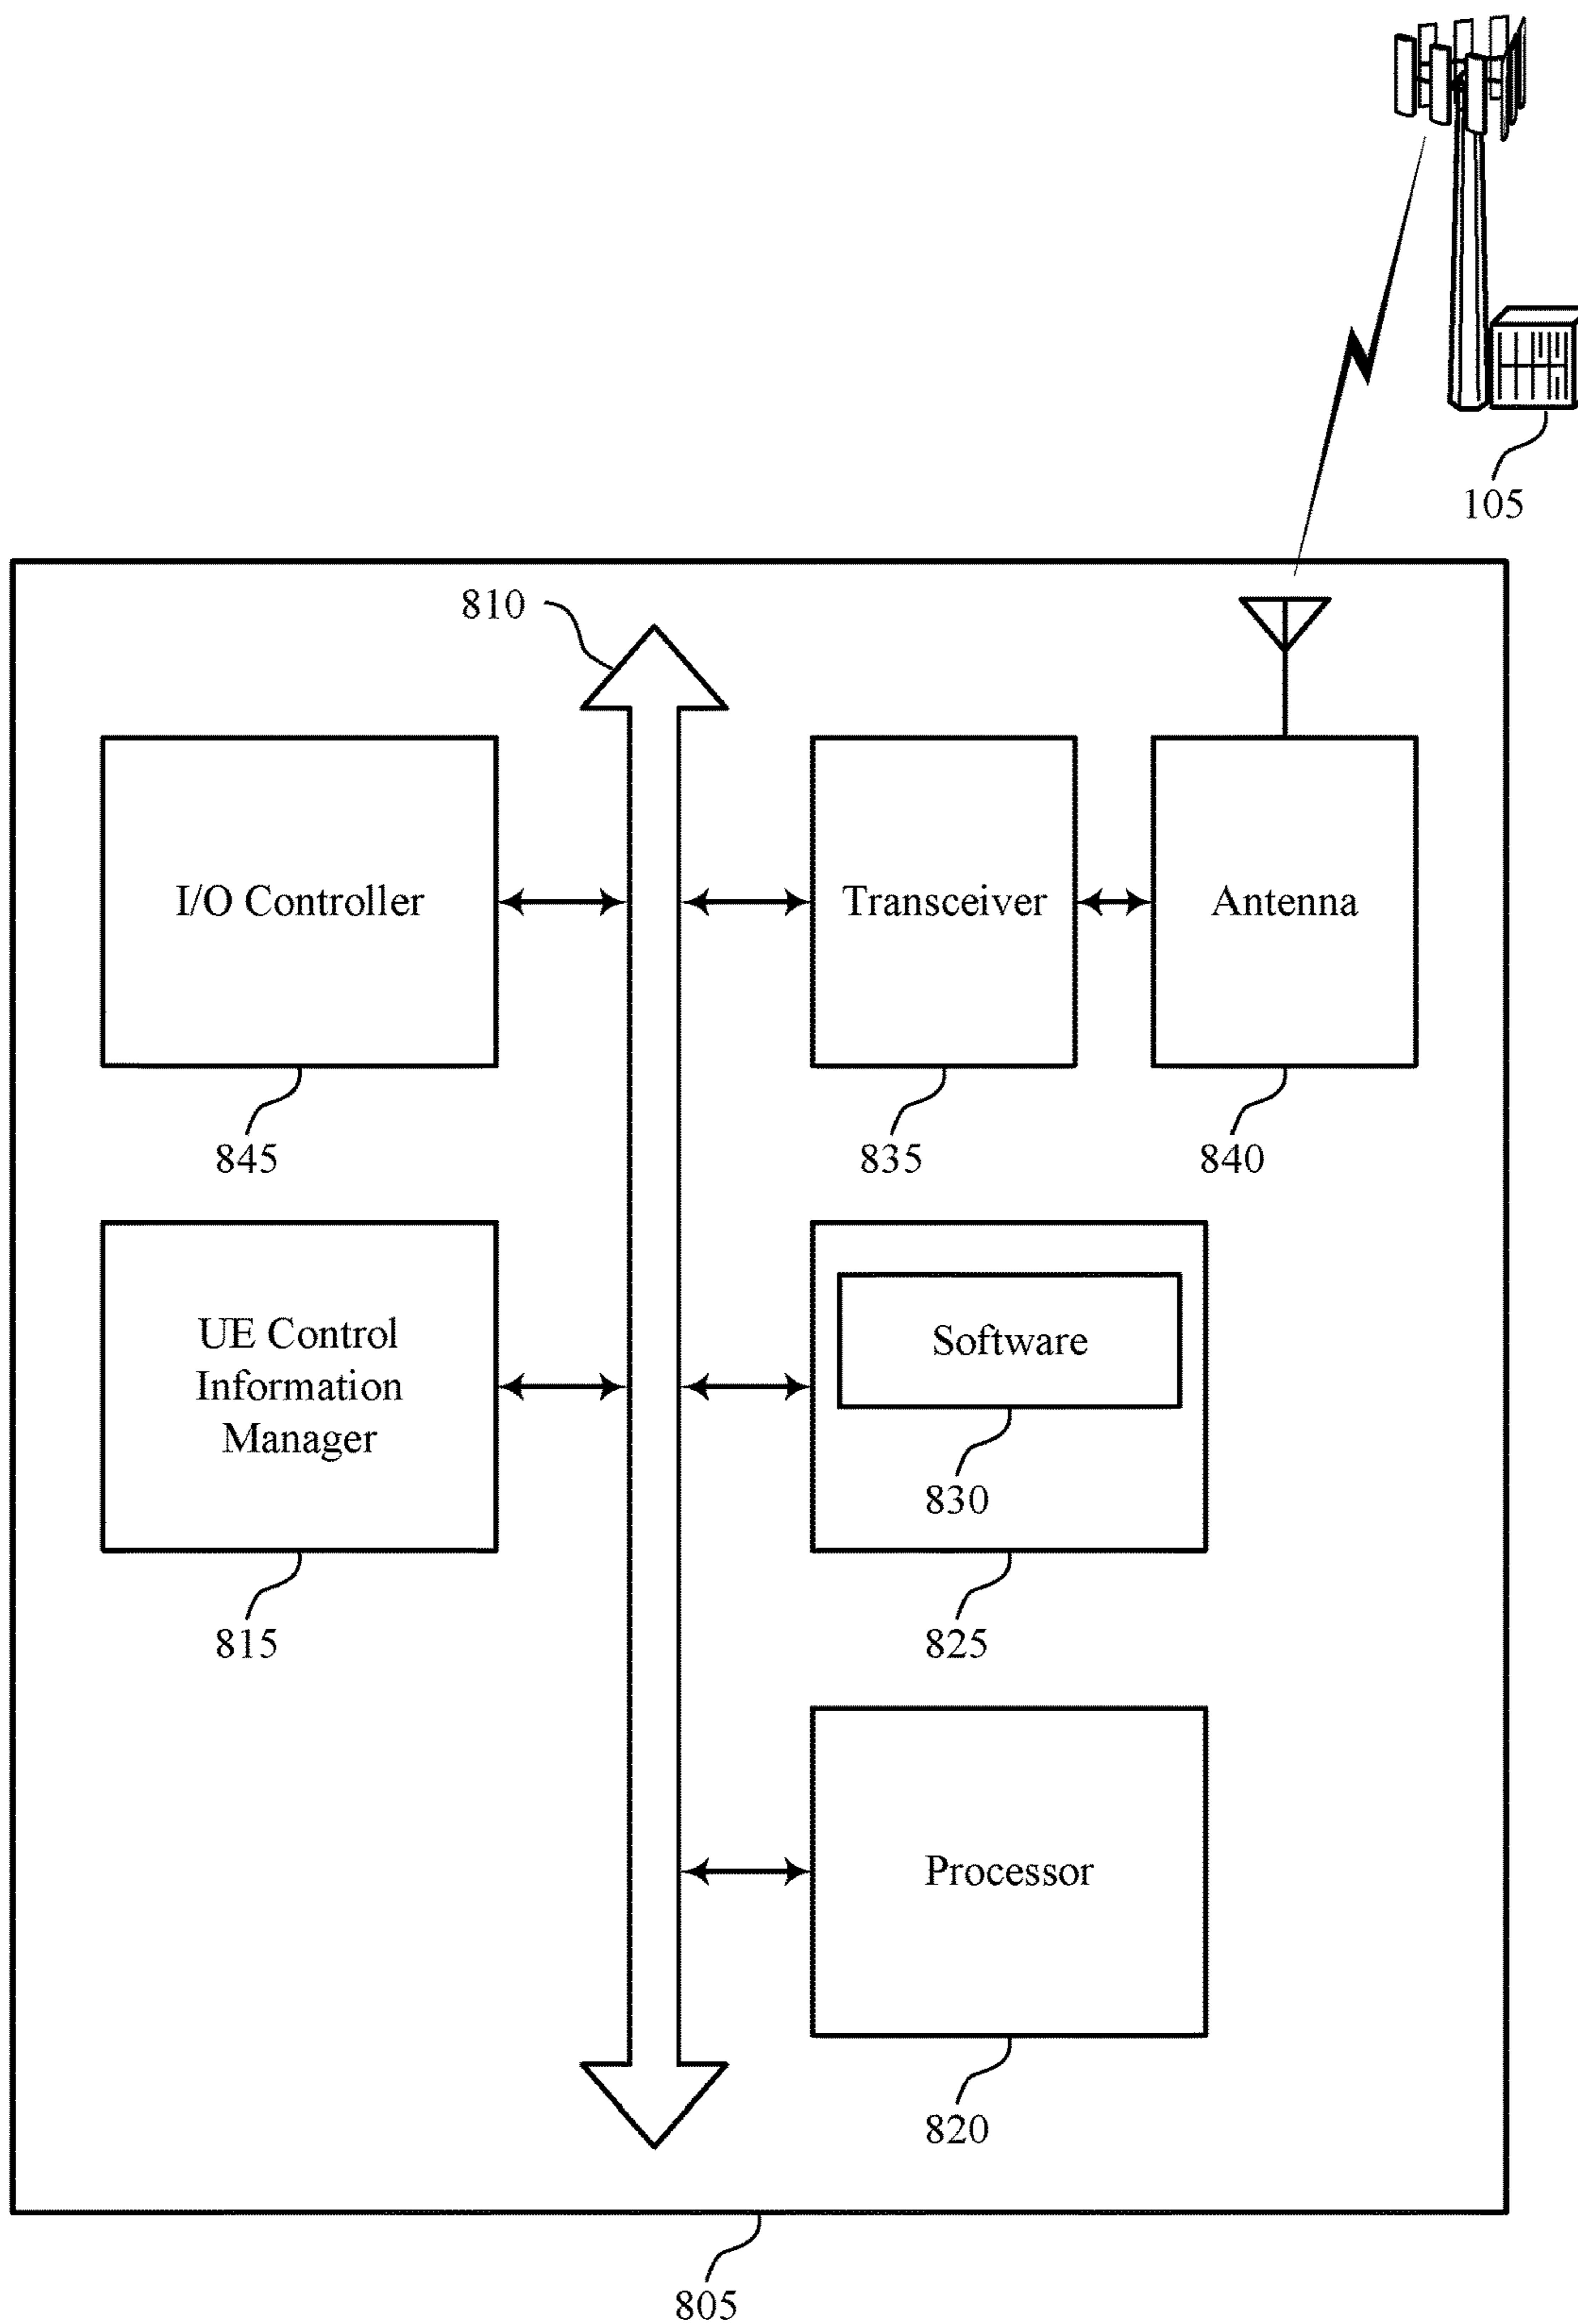 105
810
I/O Controller
Transceiver
Antenna
845
835
840
UE Control
Information
Manager
Software
830
815
825
Processor
820
805